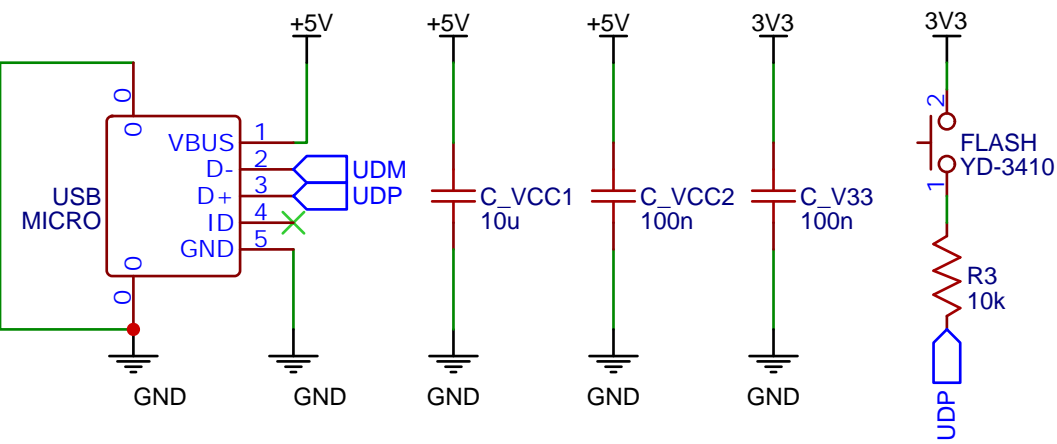 +5V
+5V
+5V
3V3
3V3
0
0
USB
MICRO
VBUS 1
D- 2
D+ 3
ID 4
GND 5
0
0
UDM
UDP
C_VCC1
10u
C_VCC2
100n
C_V33
100n
2
FLASH
YD-3410
1
R3
10k
UDP
GND
GND
GND
GND
GND